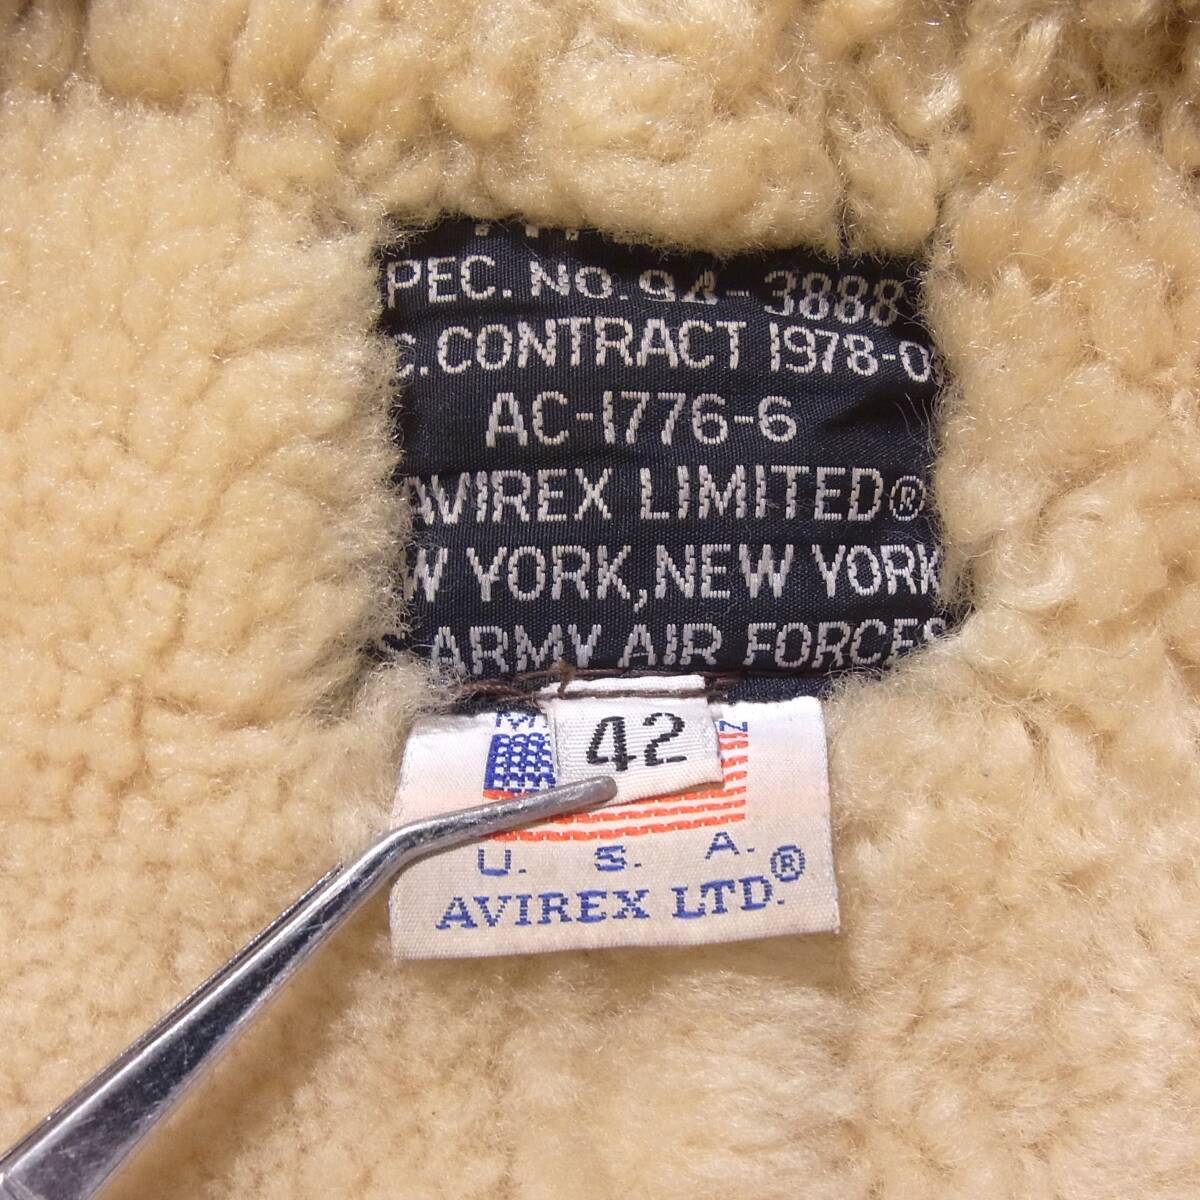 PEC. NO. 94-3888
C. CONTRACT 1978-0
AC-1776-6
AVIREX LIMITED®
W YORK, NEW YORK
ARMY AIR FORCES
42
U. S. A.
AVIREX LTD.®